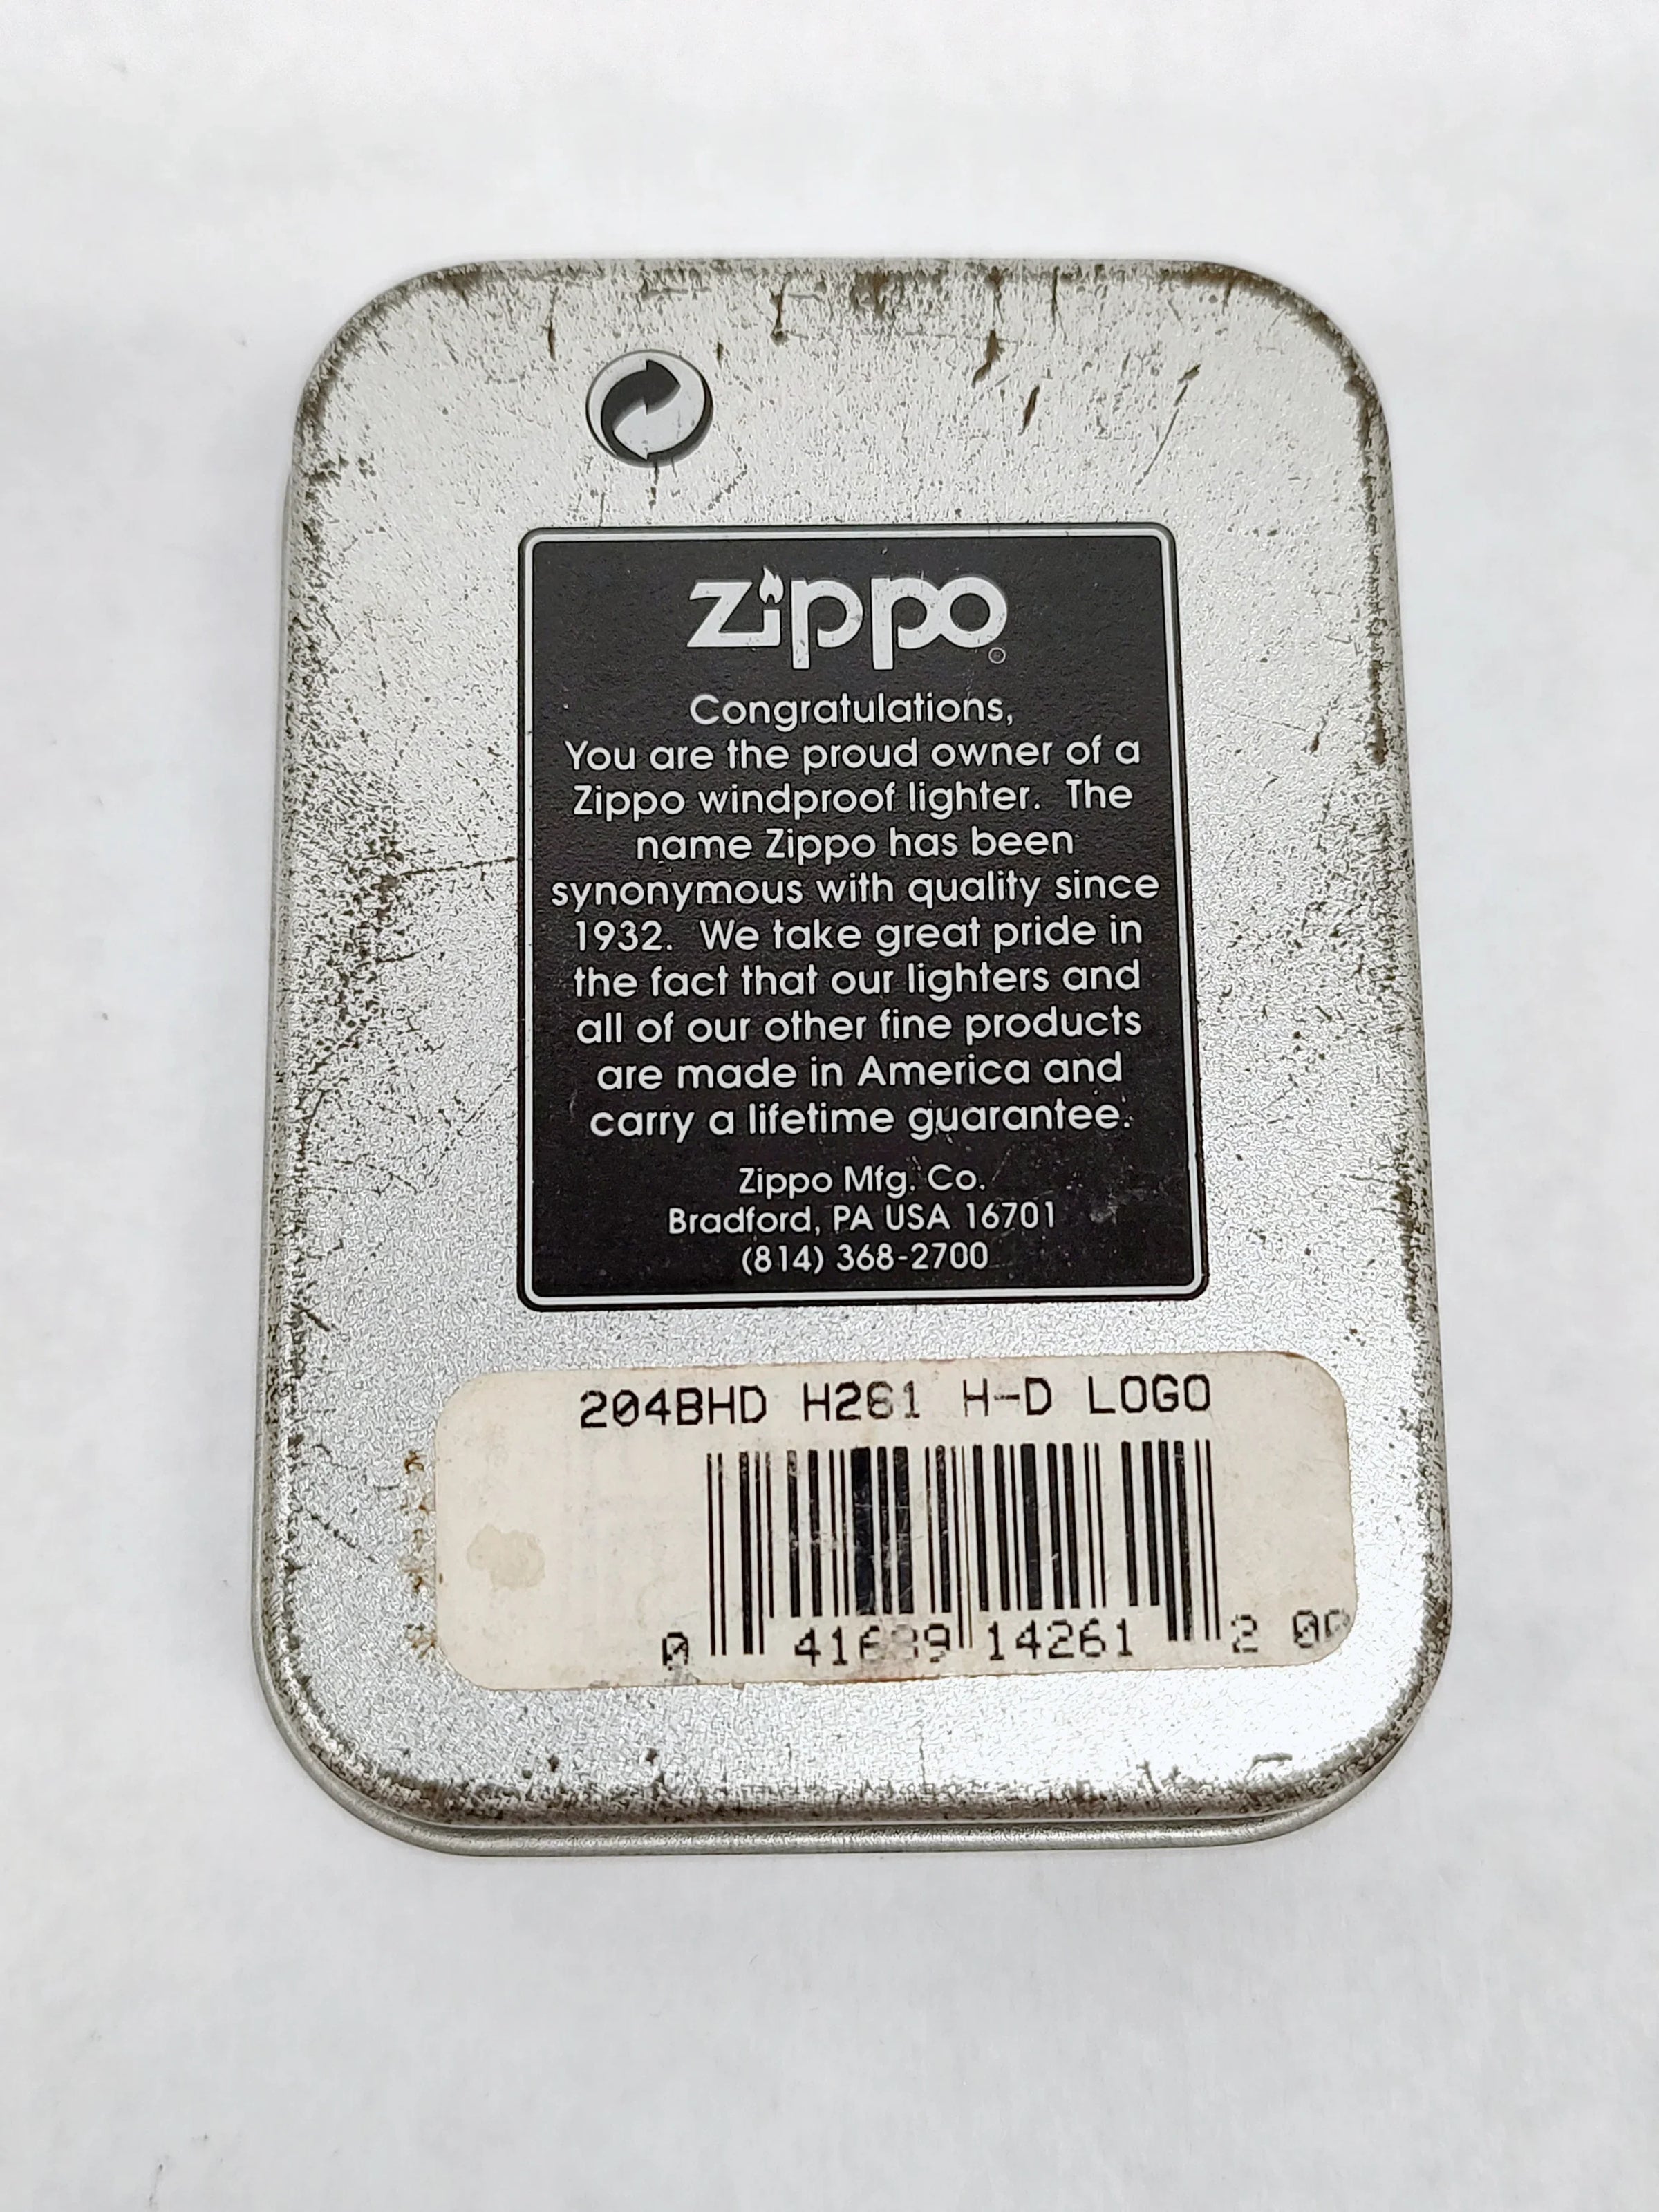 Zippo
®
Congratulations,
You are the proud owner of a
Zippo windproof lighter. The
name Zippo has been
synonymous with quality since
1932. We take great pride in
the fact that our lighters and
all of our other fine products
are made in America and
carry a lifetime guarantee.
Zippo Mfg. Co.
Bradford, PA USA 16701
(814) 368-2700
204BHD H261 H-D LOGO
0 14261 2 00